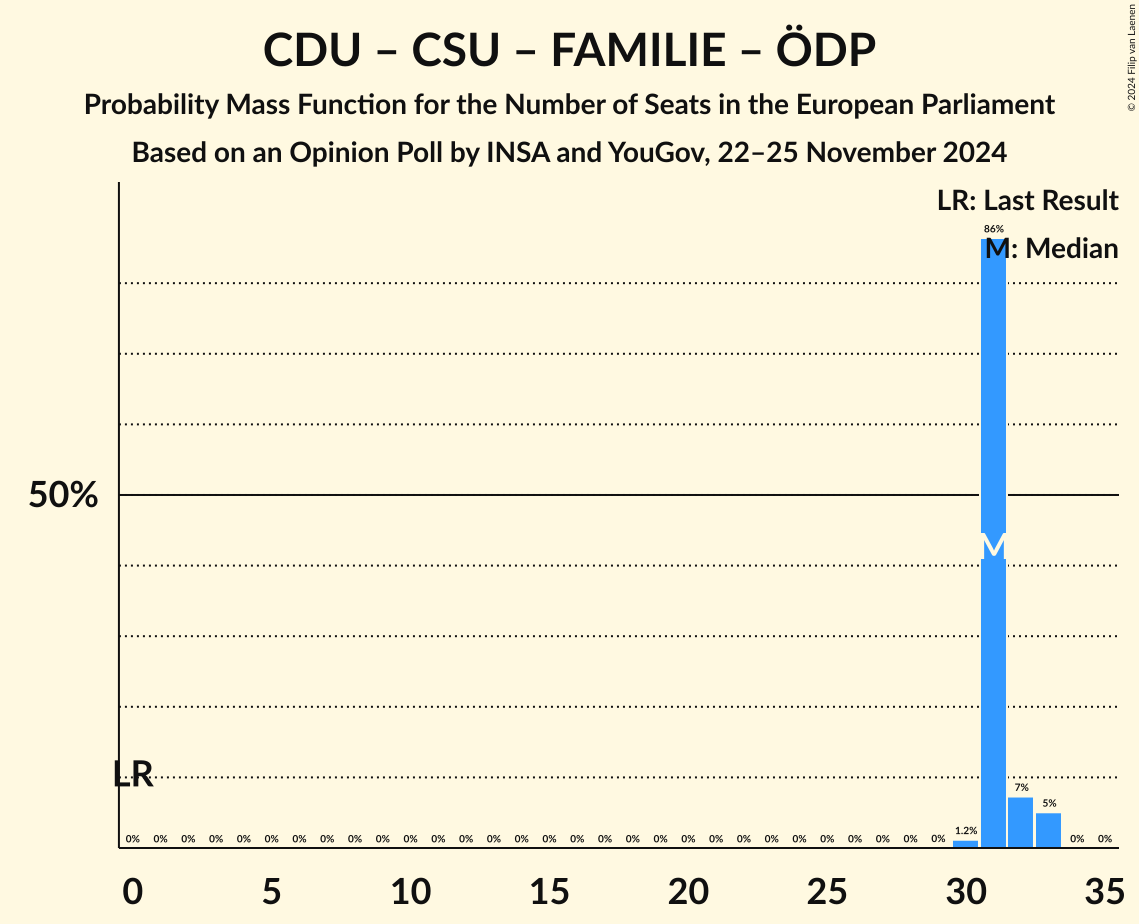 CDU – CSU – FAMILIE – ÖDP
Probability Mass Function for the Number of Seats in the European Parliament
Based on an Opinion Poll by INSA and YouGov, 22–25 November 2024
© 2024 Filip van Laenen
LR: Last Result
M: Median
86%
50%
M
LR
7%
5%
1.2%
0% 0% 0% 0% 0% 0% 0% 0% 0% 0% 0% 0% 0% 0% 0% 0% 0% 0% 0% 0% 0% 0% 0% 0% 0% 0% 0% 0% 0% 0% 0% 0%
0 5 10 15 20 25 30 35